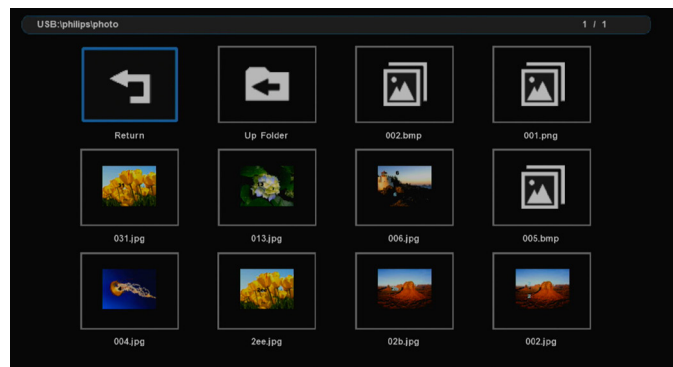 USB:\philips\photo 1 / 1
Return Up Folder 002.bmp 001.png
031.jpg 013.jpg 006.jpg 005.bmp
004.jpg 2ee.jpg 02b.jpg 002.jpg